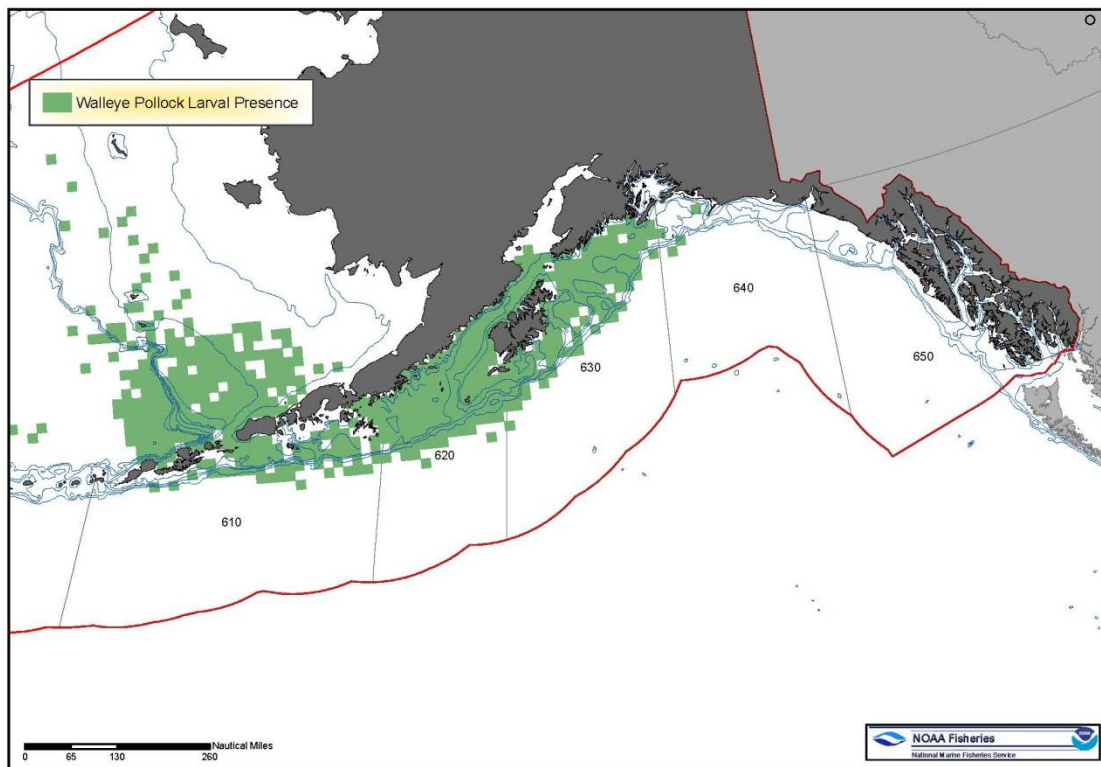 Walleye Pollock Larval Presence
640
650
630
620
610
Nautical Miles
0 65 130 260
NOAA Fisheries
National Marine Fisheries Service